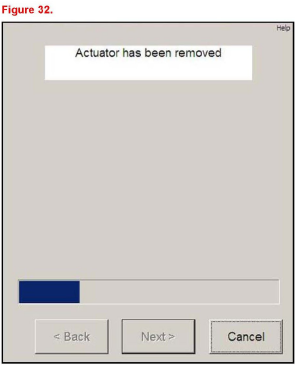 Figure 32.
Help
Actuator has been removed
< Back
Next >
Cancel